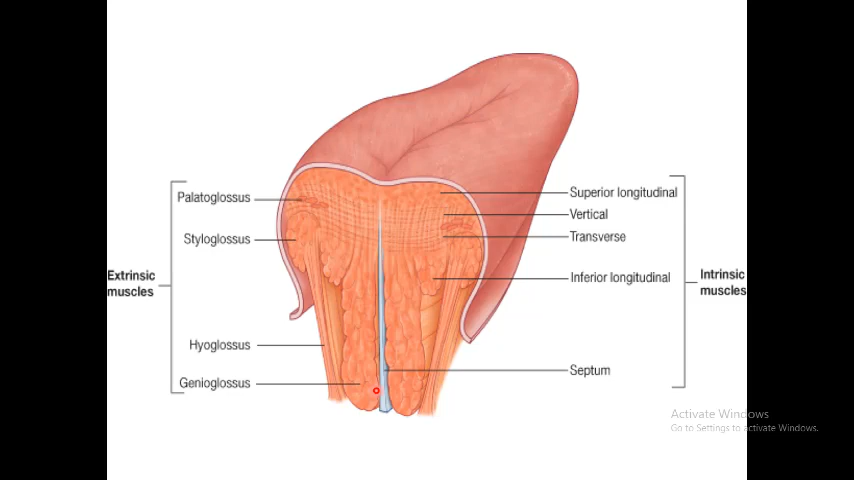 Palatoglossus
Styloglossus
Extrinsic
muscles
Hyoglossus
Genioglossus
Superior longitudinal
Vertical
Transverse
Inferior longitudinal
Intrinsic
muscles
Septum
Activate Windows
Go to Settings to activate Windows.